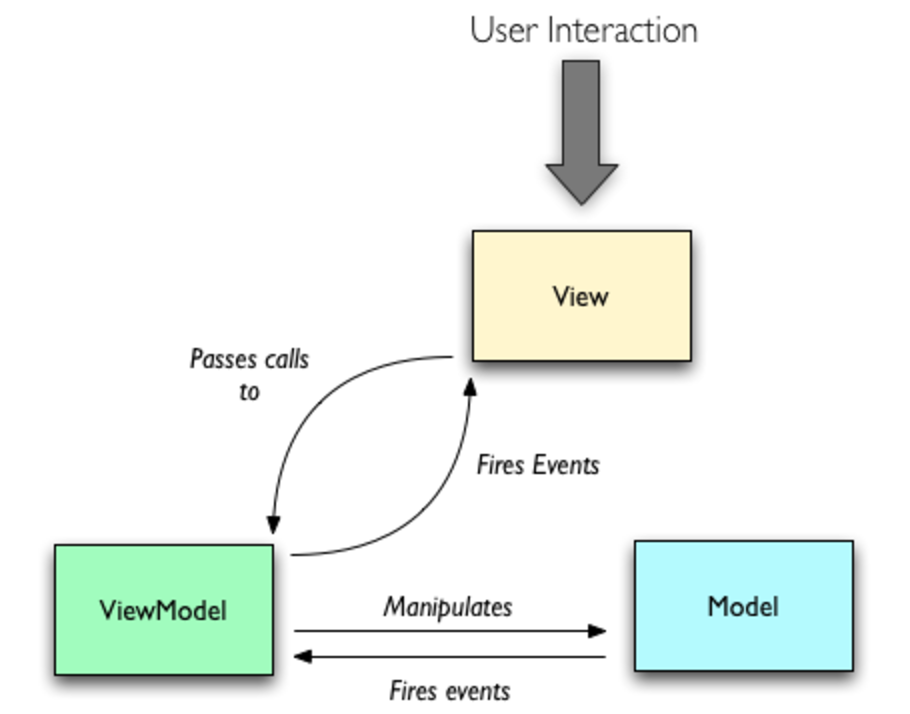 User Interaction
View
Passes calls
to
Fires Events
ViewModel
Manipulates
Model
Fires events